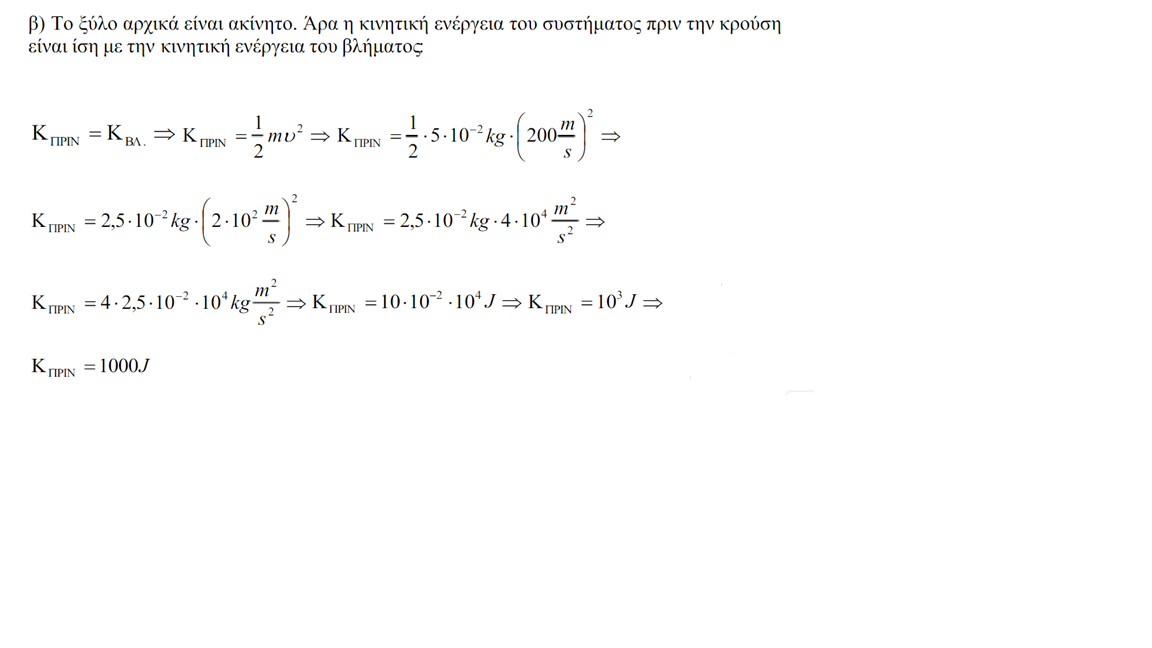 β) Το ξύλο αρχικά είναι ακίνητο. Άρα η κινητική ενέργεια του συστήματος πριν την κρούση
είναι ίση με την κινητική ενέργεια του βλήματος:
Κ_ΠΡΙΝ = Κ_ΒΛ. ⇒ Κ_ΠΡΙΝ = 1/2 mυ² ⇒ Κ_ΠΡΙΝ = 1/2 · 5 · 10⁻² kg · (200 m/s)² ⇒
Κ_ΠΡΙΝ = 2,5 · 10⁻² kg · (2 · 10² m/s)² ⇒ Κ_ΠΡΙΝ = 2,5 · 10⁻² kg · 4 · 10⁴ m²/s² ⇒
Κ_ΠΡΙΝ = 4 · 2,5 · 10⁻² · 10⁴ kg m²/s² ⇒ Κ_ΠΡΙΝ = 10 · 10⁻² · 10⁴ J ⇒ Κ_ΠΡΙΝ = 10³ J ⇒
Κ_ΠΡΙΝ = 1000J